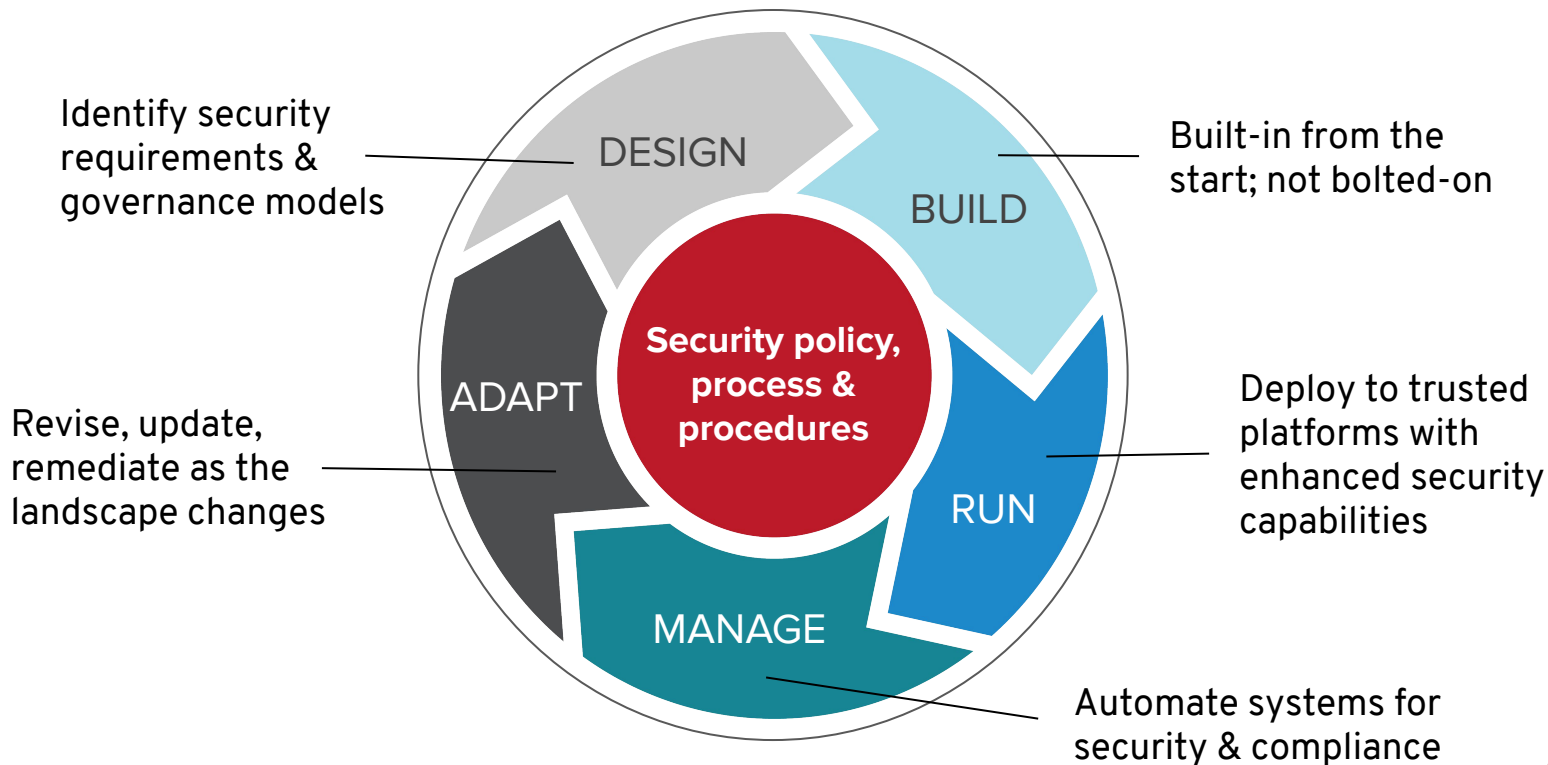 Identify security
requirements &
governance models
DESIGN
BUILD
Built-in from the
start; not bolted-on
Security policy,
process &
procedures
ADAPT
Revise, update,
remediate as the
landscape changes
RUN
Deploy to trusted
platforms with
enhanced security
capabilities
MANAGE
Automate systems for
security & compliance